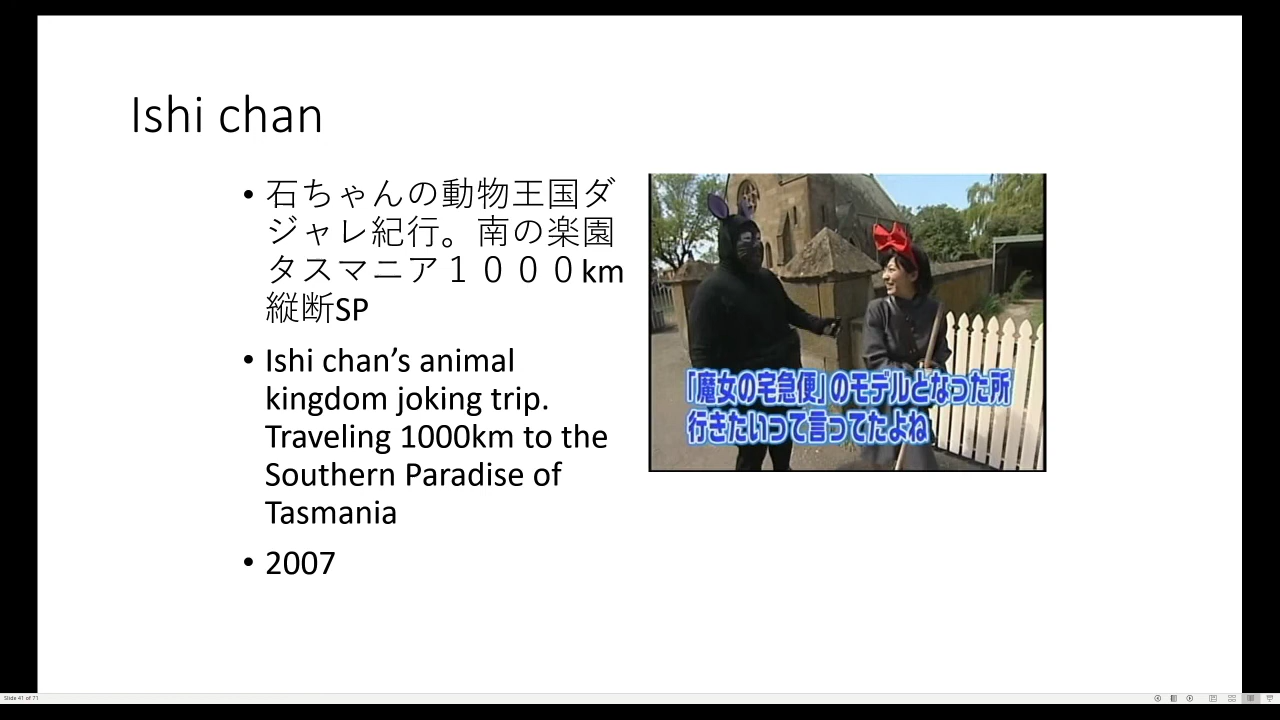 Ishi chan
• 石ちゃんの動物王国ダ
ジャレ紀行。南の楽園
タスマニア１０００km
縦断SP
• Ishi chan’s animal
kingdom joking trip.
Traveling 1000km to the
Southern Paradise of
Tasmania
• 2007
「魔女の宅急便」のモデルとなった所
行きたいって言ってたよね
Slide 41 of 71